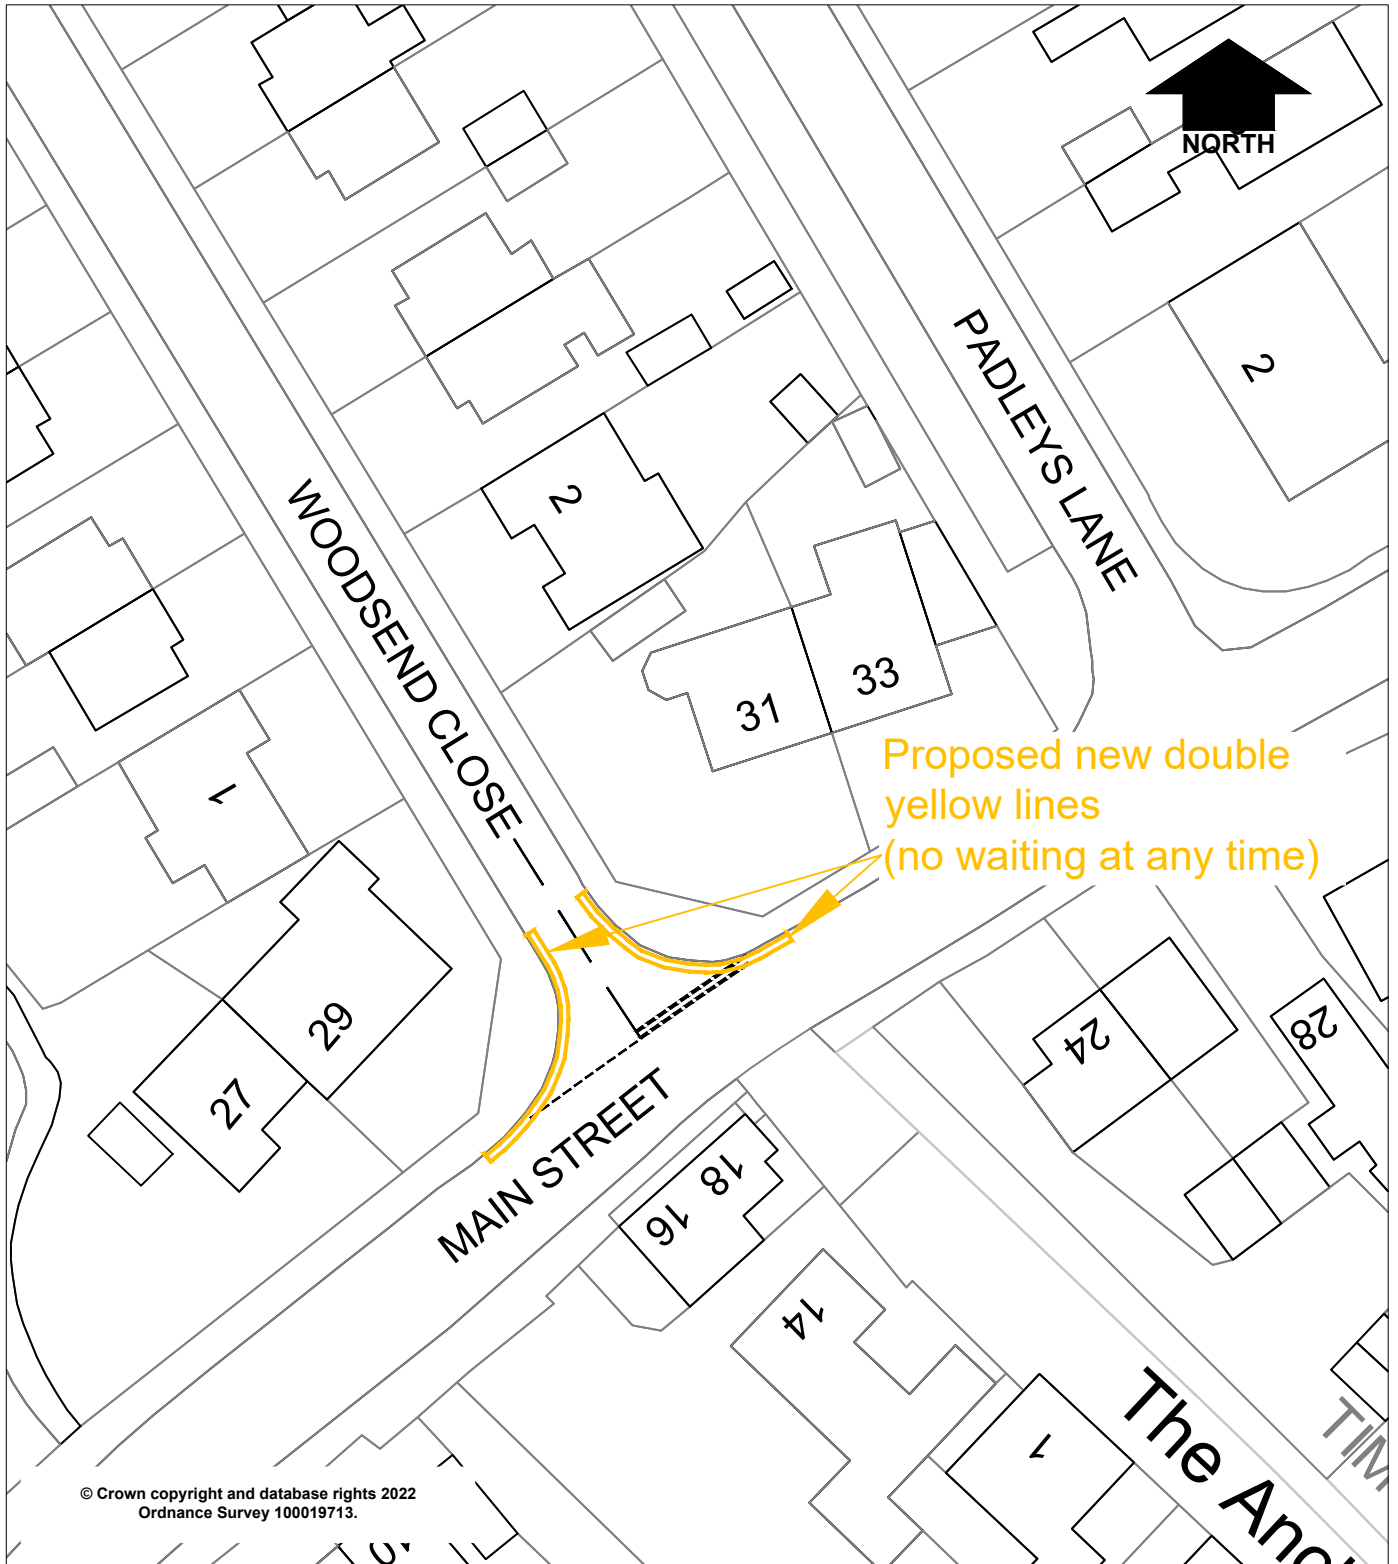 NORTH
2
PADLEYS LANE
2
WOODSEND CLOSE
33
31
Proposed new double
yellow lines
(no waiting at any time)
1
29
27
24
28
MAIN STREET
18
16
14
1
The
© Crown copyright and database rights 2022
Ordnance Survey 100019713.